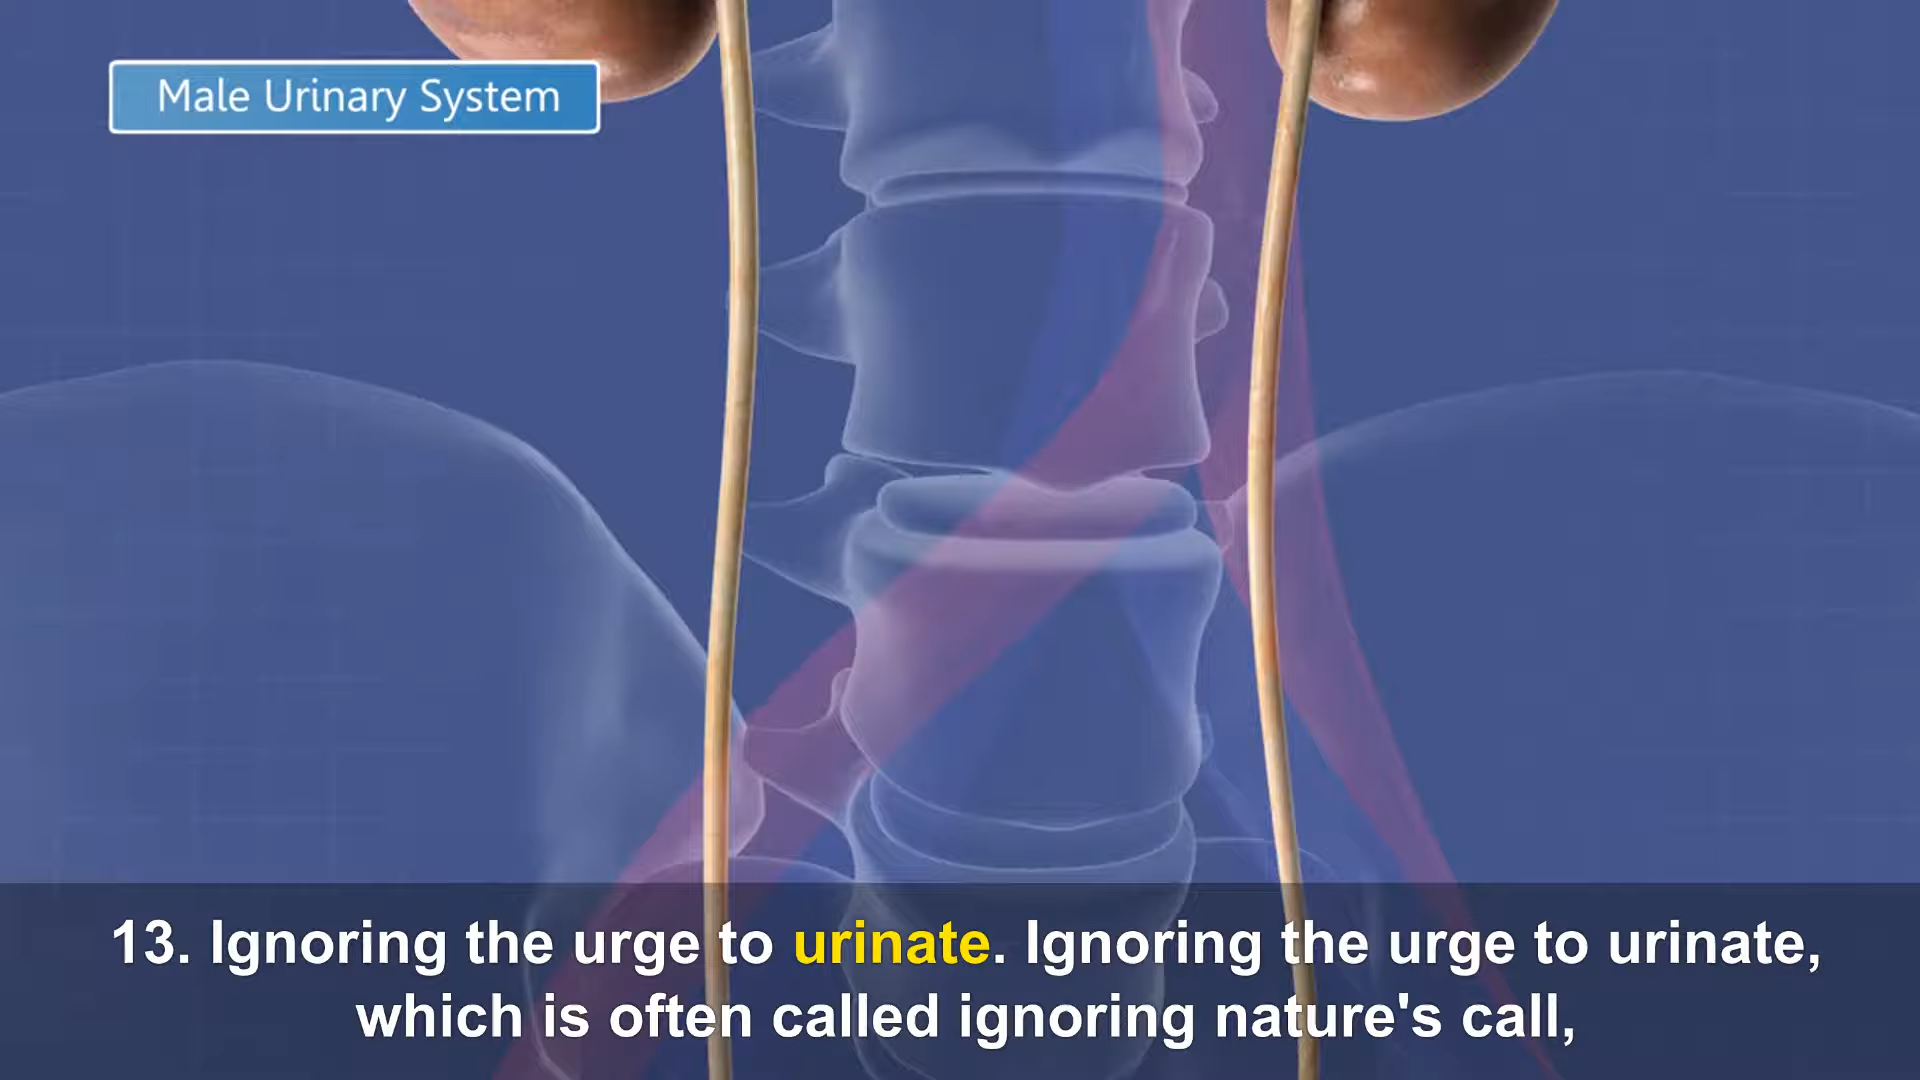 Male Urinary System
13. Ignoring the urge to urinate. Ignoring the urge to urinate,
which is often called ignoring nature's call,